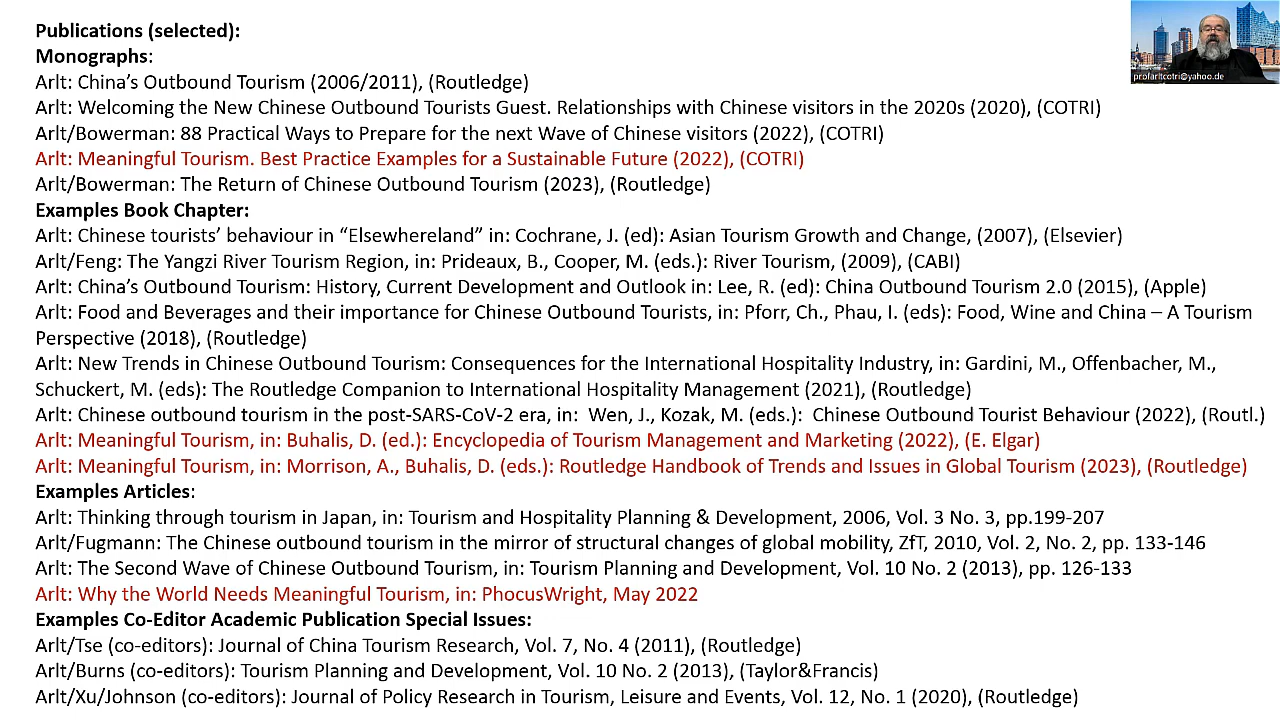 Publications (selected):
Monographs:
Arlt: China’s Outbound Tourism (2006/2011), (Routledge)
Arlt: Welcoming the New Chinese Outbound Tourists Guest. Relationships with Chinese visitors in the 2020s (2020), (COTRI)
Arlt/Bowerman: 88 Practical Ways to Prepare for the next Wave of Chinese visitors (2022), (COTRI)
Arlt: Meaningful Tourism. Best Practice Examples for a Sustainable Future (2022), (COTRI)
Arlt/Bowerman: The Return of Chinese Outbound Tourism (2023), (Routledge)
Examples Book Chapter:
Arlt: Chinese tourists’ behaviour in “Elsewhereland” in: Cochrane, J. (ed): Asian Tourism Growth and Change, (2007), (Elsevier)
Arlt/Feng: The Yangzi River Tourism Region, in: Prideaux, B., Cooper, M. (eds.): River Tourism, (2009), (CABI)
Arlt: China’s Outbound Tourism: History, Current Development and Outlook in: Lee, R. (ed): China Outbound Tourism 2.0 (2015), (Apple)
Arlt: Food and Beverages and their importance for Chinese Outbound Tourists, in: Pforr, Ch., Phau, I. (eds): Food, Wine and China – A Tourism
Perspective (2018), (Routledge)
Arlt: New Trends in Chinese Outbound Tourism: Consequences for the International Hospitality Industry, in: Gardini, M., Offenbacher, M.,
Schuckert, M. (eds): The Routledge Companion to International Hospitality Management (2021), (Routledge)
Arlt: Chinese outbound tourism in the post-SARS-CoV-2 era, in:  Wen, J., Kozak, M. (eds.):  Chinese Outbound Tourist Behaviour (2022), (Routl.)
Arlt: Meaningful Tourism, in: Buhalis, D. (ed.): Encyclopedia of Tourism Management and Marketing (2022), (E. Elgar)
Arlt: Meaningful Tourism, in: Morrison, A., Buhalis, D. (eds.): Routledge Handbook of Trends and Issues in Global Tourism (2023), (Routledge)
Examples Articles:
Arlt: Thinking through tourism in Japan, in: Tourism and Hospitality Planning & Development, 2006, Vol. 3 No. 3, pp.199-207
Arlt/Fugmann: The Chinese outbound tourism in the mirror of structural changes of global mobility, ZfT, 2010, Vol. 2, No. 2, pp. 133-146
Arlt: The Second Wave of Chinese Outbound Tourism, in: Tourism Planning and Development, Vol. 10 No. 2 (2013), pp. 126-133
Arlt: Why the World Needs Meaningful Tourism, in: PhocusWright, May 2022
Examples Co-Editor Academic Publication Special Issues:
Arlt/Tse (co-editors): Journal of China Tourism Research, Vol. 7, No. 4 (2011), (Routledge)
Arlt/Burns (co-editors): Tourism Planning and Development, Vol. 10 No. 2 (2013), (Taylor&Francis)
Arlt/Xu/Johnson (co-editors): Journal of Policy Research in Tourism, Leisure and Events, Vol. 12, No. 1 (2020), (Routledge)
profarltcotri@yahoo.de